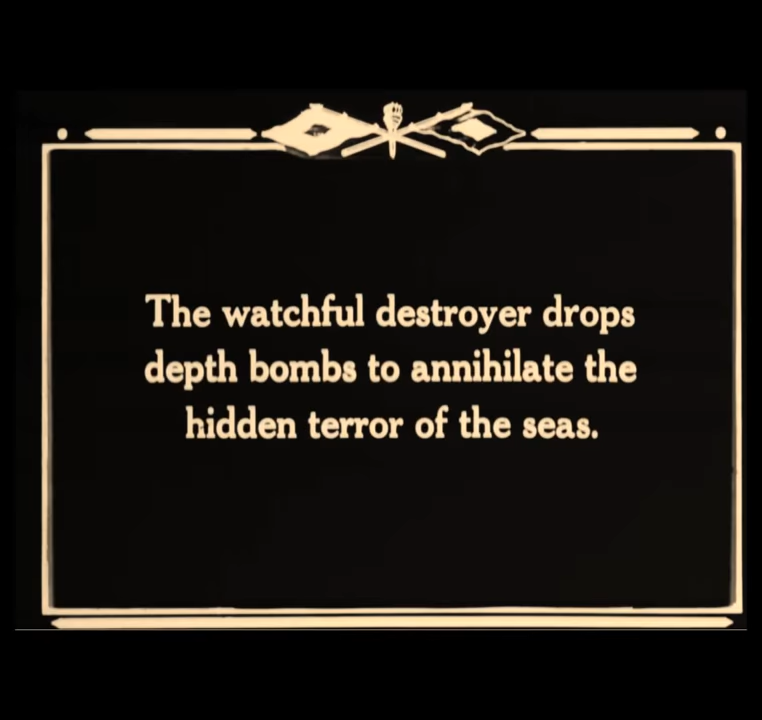 The watchful destroyer drops
depth bombs to annihilate the
hidden terror of the seas.